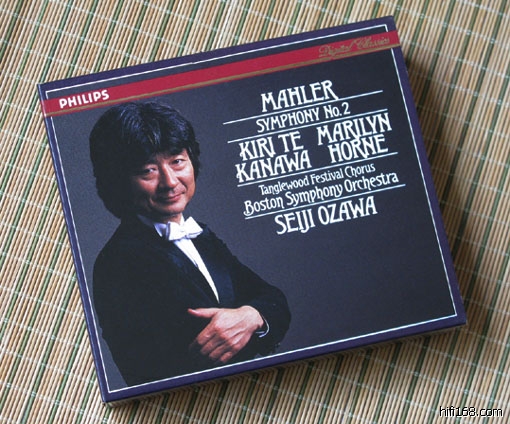 PHILIPS
Digital Classics
MAHLER
SYMPHONY No. 2
KIRI TE KANAWA
MARILYN HORNE
Tanglewood Festival Chorus
Boston Symphony Orchestra
SEIJI OZAWA
hifi168.com